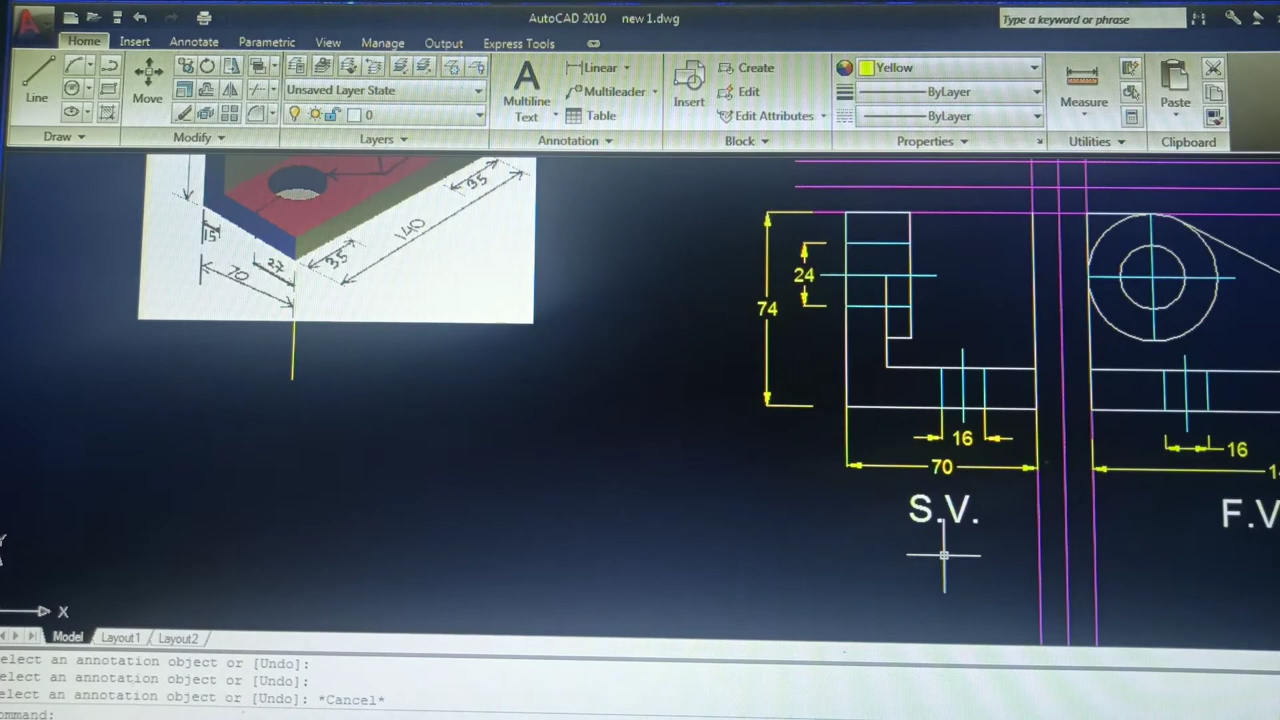 AutoCAD 2010 new 1.dwg
Type a keyword or phrase
Home Insert Annotate Parametric View Manage Output Express Tools
Line Move Unsaved Layer State 0 Multiline Text Linear Multileader Table Insert Create Edit Edit Attributes Yellow ByLayer ByLayer Measure Paste
Draw Modify Layers Annotation Block Properties Utilities Clipboard
35
140
15
35
27
70
24
74
16
16
70
S.V.
F.V
X
Model Layout1 Layout2
elect an annotation object or [Undo]:
elect an annotation object or [Undo]:
elect an annotation object or [Undo]: *Cancel*
ommand: